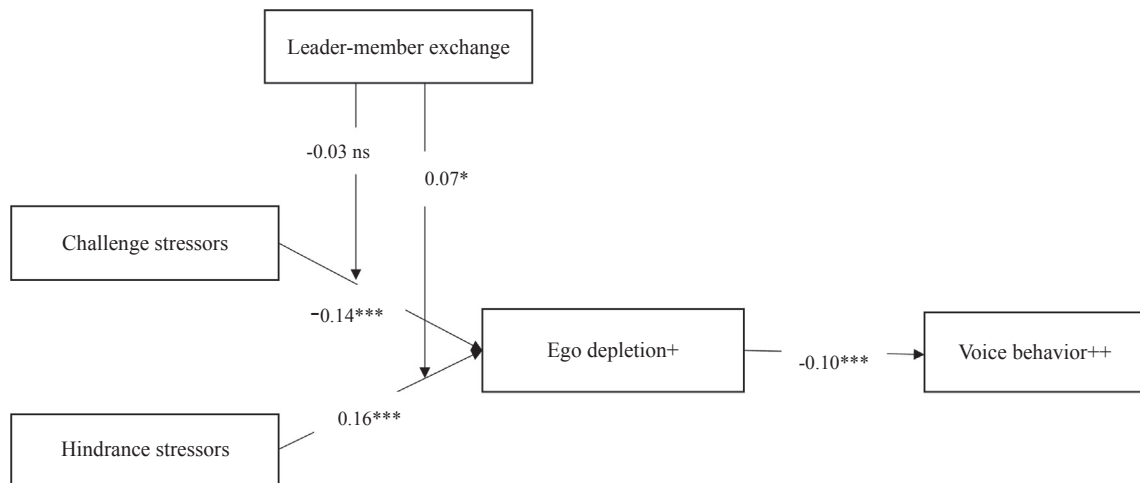 Leader-member exchange
-0.03 ns
0.07*
Challenge stressors
-0.14***
Ego depletion+
-0.10***
Voice behavior++
0.16***
Hindrance stressors